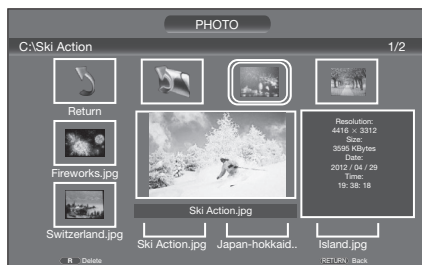 PHOTO
C:\Ski Action 1/2
Return
Resolution:
4416 × 3312
Size:
3595 KBytes
Date:
2012 / 04 / 29
Time:
19: 38: 18
Fireworks.jpg
Ski Action.jpg
Switzerland.jpg
Ski Action.jpg Japan-hokkaid.. Island.jpg
R Delete RETURN Back